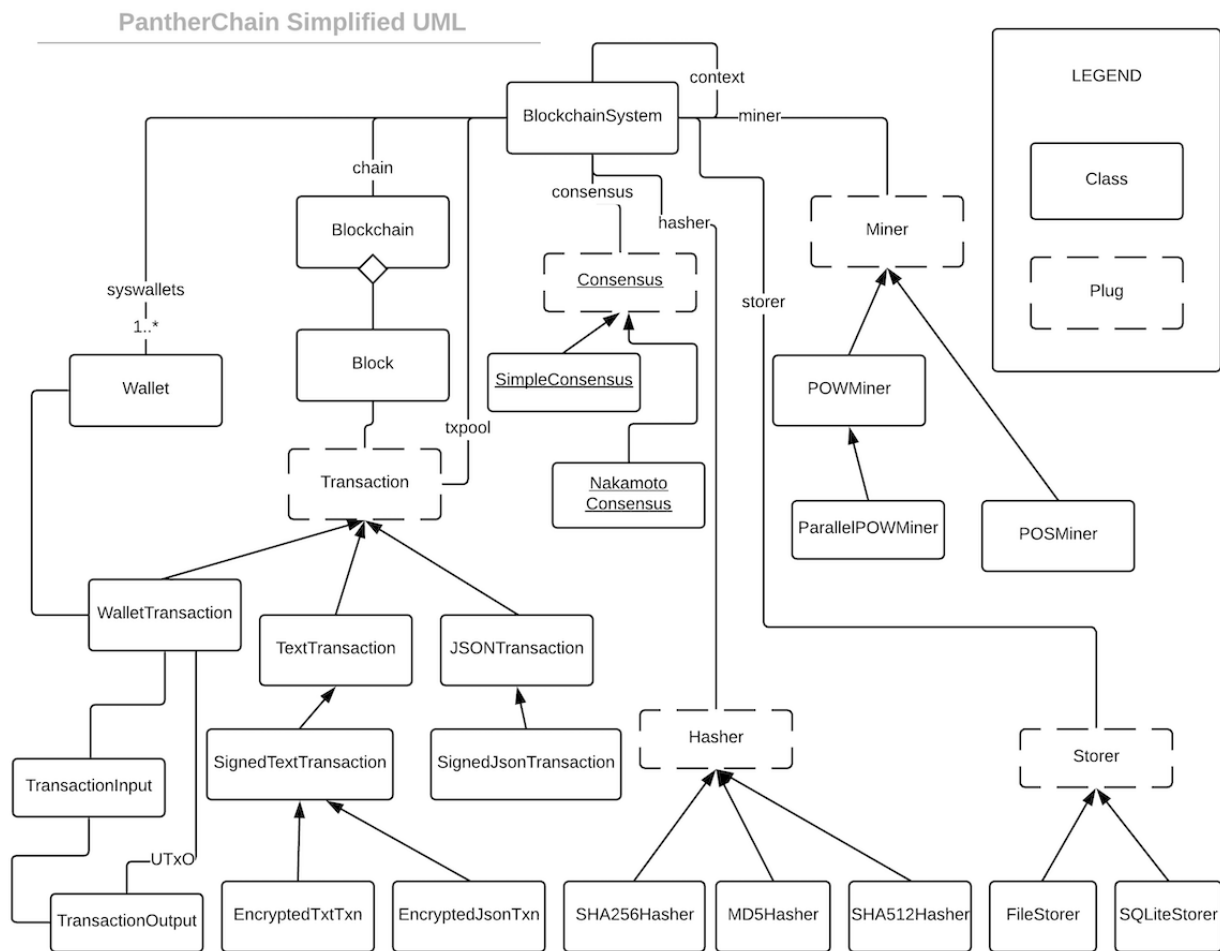 PantherChain Simplified UML
context
LEGEND
BlockchainSystem
miner
chain
Class
consensus
hasher
Blockchain
Miner
Consensus
syswallets
storer
Plug
1..*
Wallet
Block
SimpleConsensus
POWMiner
txpool
Transaction
Nakamoto
Consensus
ParallelPOWMiner
POSMiner
WalletTransaction
TextTransaction
JSONTransaction
Hasher
Storer
SignedTextTransaction
SignedJsonTransaction
TransactionInput
UTxO
TransactionOutput
EncryptedTxtTxn
EncryptedJsonTxn
SHA256Hasher
MD5Hasher
SHA512Hasher
FileStorer
SQLiteStorer